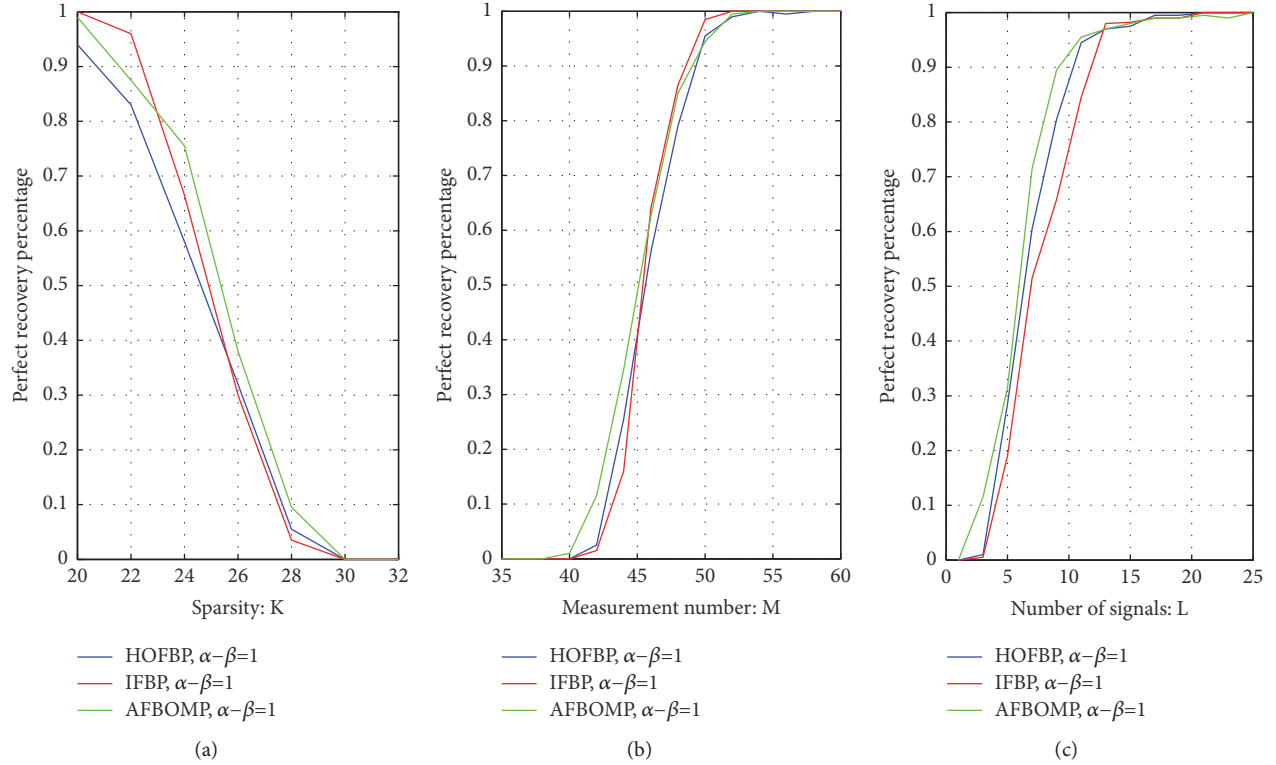 Perfect recovery percentage
1
0.9
0.8
0.7
0.6
0.5
0.4
0.3
0.2
0.1
0
20 22 24 26 28 30 32
Sparsity: K
HOFBP, α−β=1
IFBP, α−β=1
AFBOMP, α−β=1
(a)
Perfect recovery percentage
1
0.9
0.8
0.7
0.6
0.5
0.4
0.3
0.2
0.1
0
35 40 45 50 55 60
Measurement number: M
HOFBP, α−β=1
IFBP, α−β=1
AFBOMP, α−β=1
(b)
Perfect recovery percentage
1
0.9
0.8
0.7
0.6
0.5
0.4
0.3
0.2
0.1
0
0 5 10 15 20 25
Number of signals: L
HOFBP, α−β=1
IFBP, α−β=1
AFBOMP, α−β=1
(c)